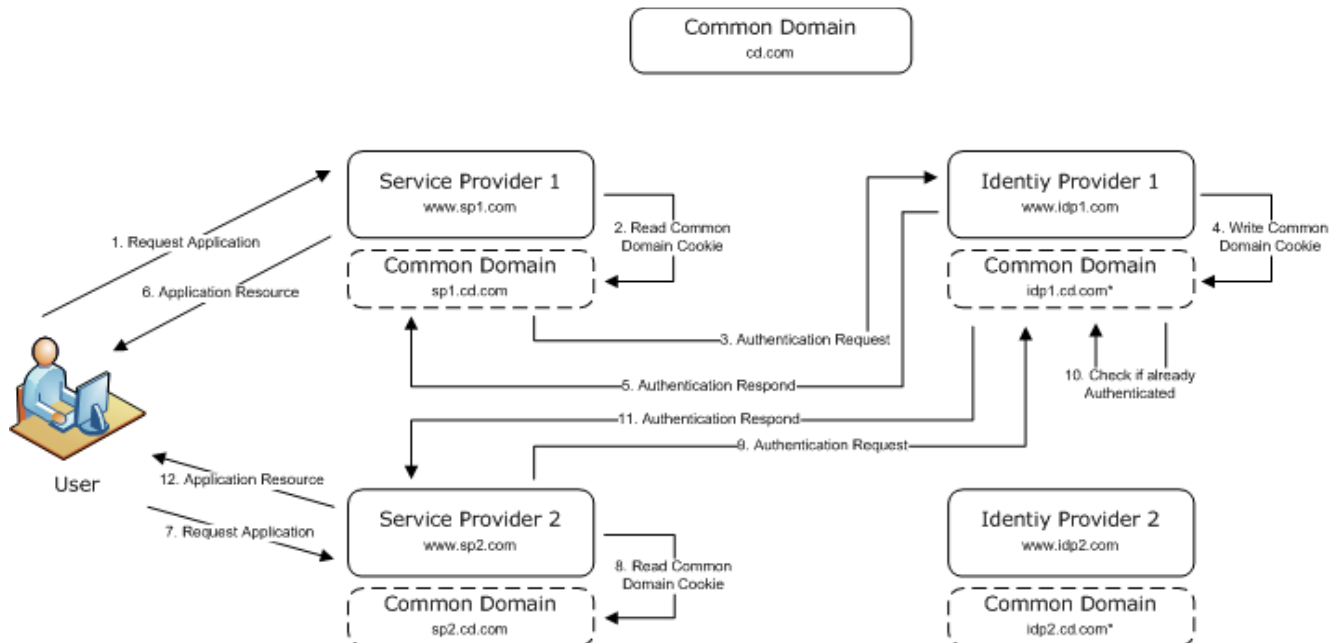 Common Domain
cd.com
Service Provider 1
www.sp1.com
Common Domain
sp1.cd.com
2. Read Common
Domain Cookie
Identiy Provider 1
www.idp1.com
Common Domain
idp1.cd.com*
4. Write Common
Domain Cookie
1. Request Application
6. Application Resource
3. Authentication Request
5. Authentication Respond
10. Check if already
Authenticated
11. Authentication Respond
9. Authentication Request
User
12. Application Resource
7. Request Application
Service Provider 2
www.sp2.com
Common Domain
sp2.cd.com
8. Read Common
Domain Cookie
Identiy Provider 2
www.idp2.com
Common Domain
idp2.cd.com*